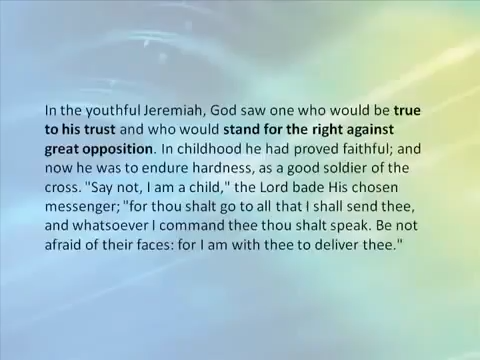 In the youthful Jeremiah, God saw one who would be true
to his trust and who would stand for the right against
great opposition. In childhood he had proved faithful; and
now he was to endure hardness, as a good soldier of the
cross. "Say not, I am a child," the Lord bade His chosen
messenger; "for thou shalt go to all that I shall send thee,
and whatsoever I command thee thou shalt speak. Be not
afraid of their faces: for I am with thee to deliver thee."